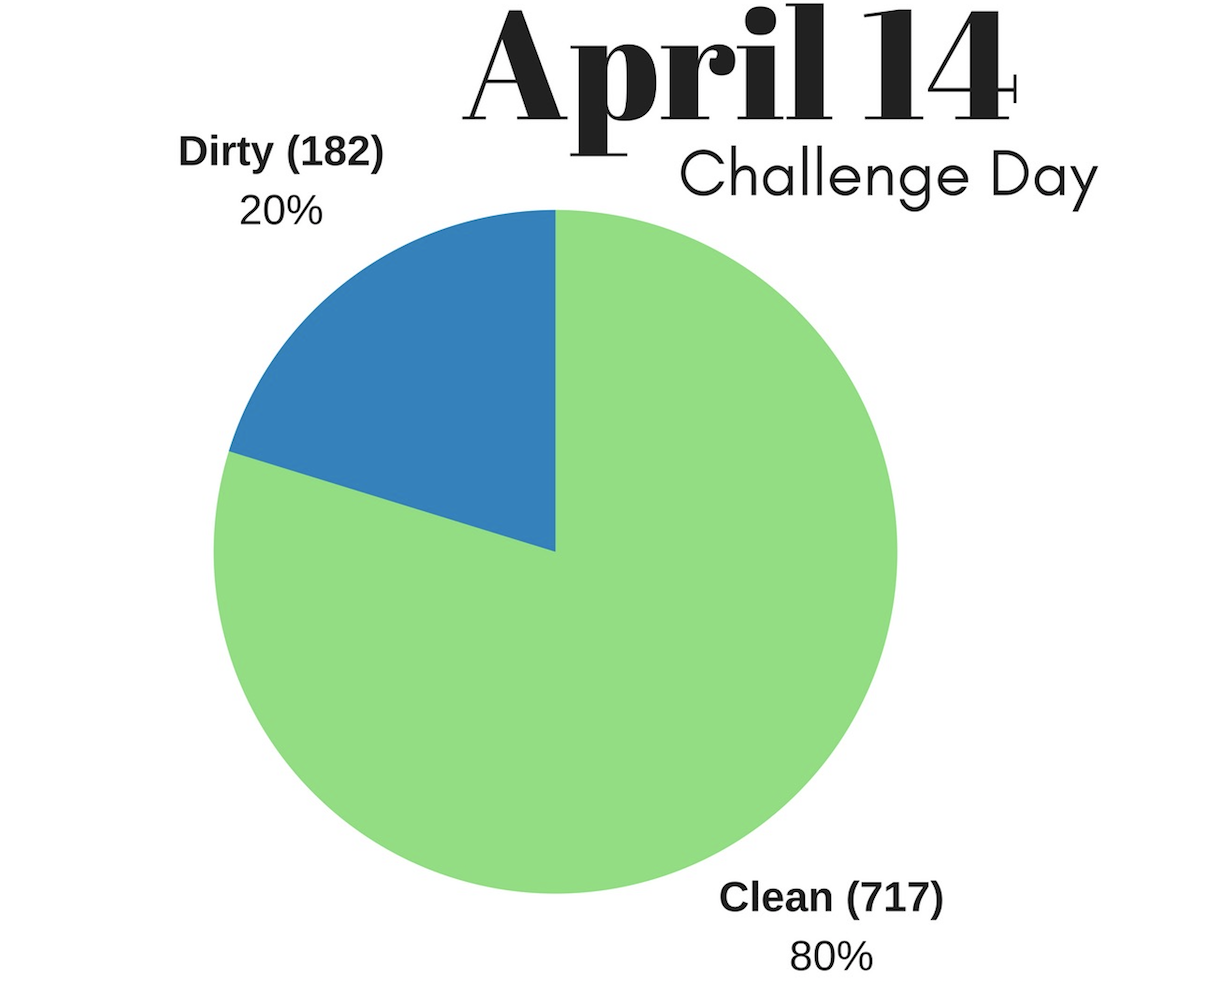 April 14
Challenge Day
Dirty (182)
20%
Clean (717)
80%